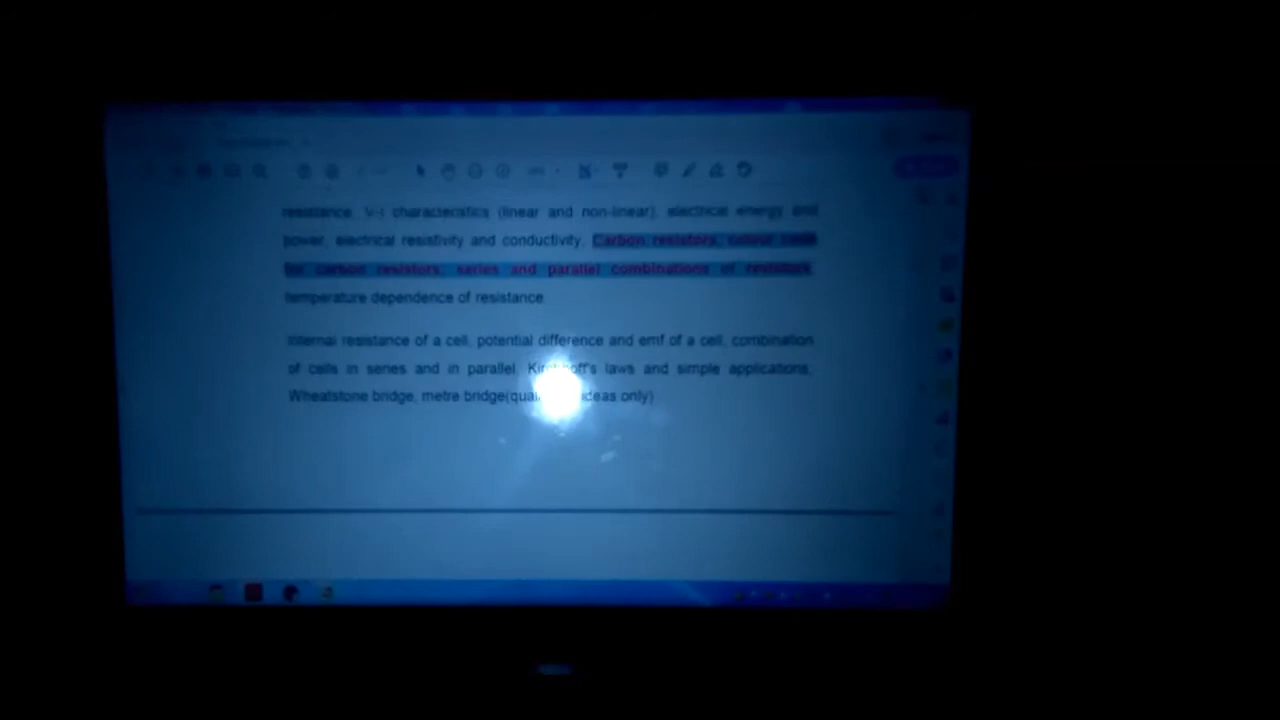 resistance, V-I characteristics (linear and non-linear), electrical energy and
power, electrical resistivity and conductivity, Carbon resistors, colour code
for carbon resistors; series and parallel combinations of resistors
temperature dependence of resistance.
Internal resistance of a cell, potential difference and emf of a cell, combination
of cells in series and in parallel, laws and simple applications,
Wheatstone bridge, metre bridge ideas only)